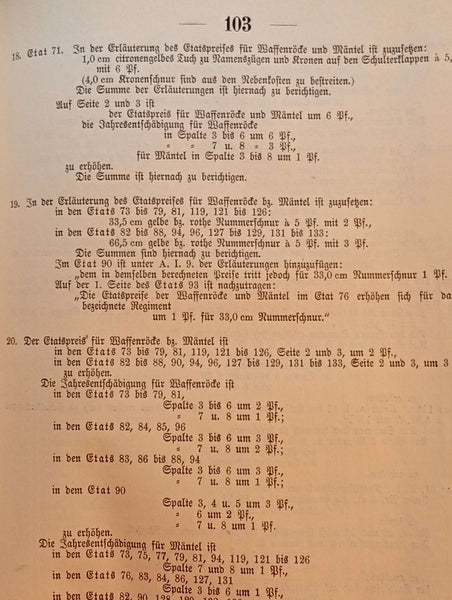 103
18. Etat 71. In der Erläuterung des Etatspreises für Waffenröcke und Mäntel ist zuzusetzen:
1,0 cm citronengelbes Tuch zu Namenszügen und Kronen auf den Schulterklappen à 5,
mit 6 Pf.
(4,0 cm Kronenschnur sind aus den Nebenkosten zu bestreiten.)
Die Summe der Erläuterungen ist hiernach zu berichtigen.
Auf Seite 2 und 3 ist
der Etatspreis für Waffenröcke und Mäntel um 6 Pf.,
die Jahresentschädigung für Waffenröcke
in Spalte 3 bis 6 um 6 Pf.,
„ „ 7 u. 8 „ 3 Pf.,
für Mäntel in Spalte 3 bis 8 um 1 Pf.
zu erhöhen.
Die Summe ist hiernach zu berichtigen.
19. In der Erläuterung des Etatspreises für Waffenröcke bz. Mäntel ist zuzusetzen:
in den Etats 73 bis 79, 81, 119, 121 bis 126:
33,5 cm gelbe bz. rothe Nummerschnur à 5 Pf. mit 2 Pf.,
in den Etats 82 bis 88, 94, 96, 127 bis 129, 131 bis 133:
66,5 cm gelbe bz. rothe Nummerschnur à 5 Pf. mit 3 Pf.
Die Summen sind hiernach zu berichtigen.
Im Etat 90 ist unter A. I. 9. der Erläuterungen hinzuzufügen:
„dem in demselben berechneten Preise tritt jedoch für 33,0 cm Nummerschnur 1 Pf.
Auf der 1. Seite des Etats 93 ist nachzutragen:
„Die Etatspreise der Waffenröcke und Mäntel im Etat 76 erhöhen sich für da
bezeichnete Regiment
um 1 Pf. für 33,0 cm Nummerschnur.“
20. Der Etatspreis für Waffenröcke bz. Mäntel ist
in den Etats 73 bis 79, 81, 119, 121 bis 126, Seite 2 und 3, um 2 Pf.,
in den Etats 82 bis 88, 90, 94, 96, 127 bis 129, 131 bis 133, Seite 2 und 3, um 3
zu erhöhen.
Die Jahresentschädigung für Waffenröcke ist
in den Etats 73 bis 79, 81,
Spalte 3 bis 6 um 2 Pf.,
„ 7 u. 8 um 1 Pf.;
in den Etats 82, 84, 85, 96
Spalte 3 bis 6 um 3 Pf.,
„ 7 u. 8 um 2 Pf.;
in den Etats 83, 86 bis 88, 94
Spalte 3 bis 6 um 3 Pf.,
„ 7 u. 8 um 1 Pf.;
in dem Etat 90
Spalte 3, 4 u. 5 um 3 Pf.,
„ 6 um 2 Pf.,
„ 7 u. 8 um 1 Pf.
zu erhöhen.
Die Jahresentschädigung für Mäntel ist
in den Etats 73, 75, 77, 79, 81, 94, 119, 121 bis 126
Spalte 7 und 8 um 1 Pf.,
in den Etats 76, 83, 84, 86, 127, 131
Spalte 3 bis 6 um 1 Pf.,
in den Etats 82, 90, 128,